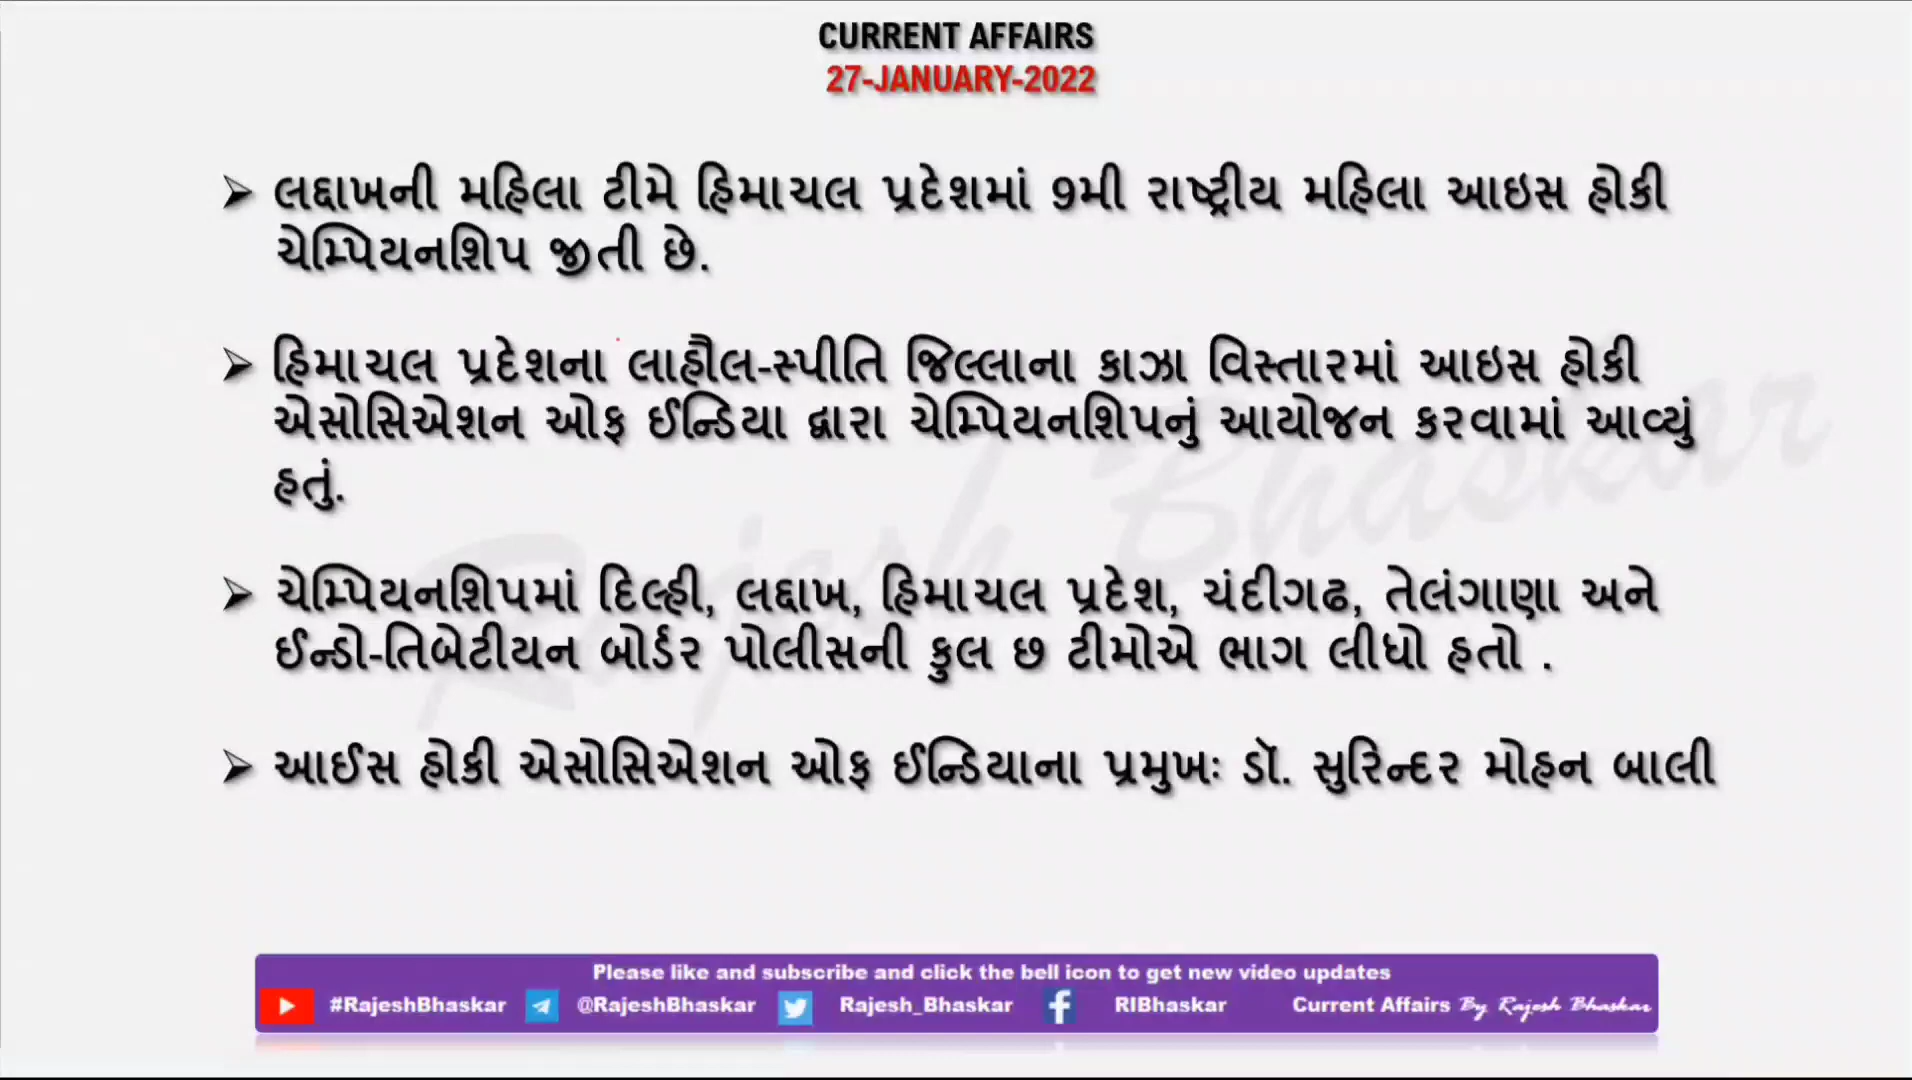 CURRENT AFFAIRS
27-JANUARY-2022
➢ લદ્દાખની મહિલા ટીમે હિમાચલ પ્રદેશમાં 9મી રાષ્ટ્રીય મહિલા આઇસ હોકી
ચેમ્પિયનશિપ જીતી છે.
➢ હિમાચલ પ્રદેશના લાહૌલ-સ્પીતિ જિલ્લાના કાઝા વિસ્તારમાં આઇસ હોકી
એસોસિએશન ઓફ ઈન્ડિયા દ્વારા ચેમ્પિયનશિપનું આયોજન કરવામાં આવ્યું
હતું.
➢ ચેમ્પિયનશિપમાં દિલ્હી, લદ્દાખ, હિમાચલ પ્રદેશ, ચંદીગઢ, તેલંગાણા અને
ઈન્ડો-તિબેટીયન બોર્ડર પોલીસની કુલ છ ટીમોએ ભાગ લીધો હતો .
➢ આઈસ હોકી એસોસિએશન ઓફ ઈન્ડિયાના પ્રમુખઃ ડૉ. સુરિન્દર મોહન બાલી
Rajesh Bhaskar
Please like and subscribe and click the bell icon to get new video updates
#RajeshBhaskar @RajeshBhaskar Rajesh_Bhaskar RIBhaskar Current Affairs By Rajesh Bhaskar